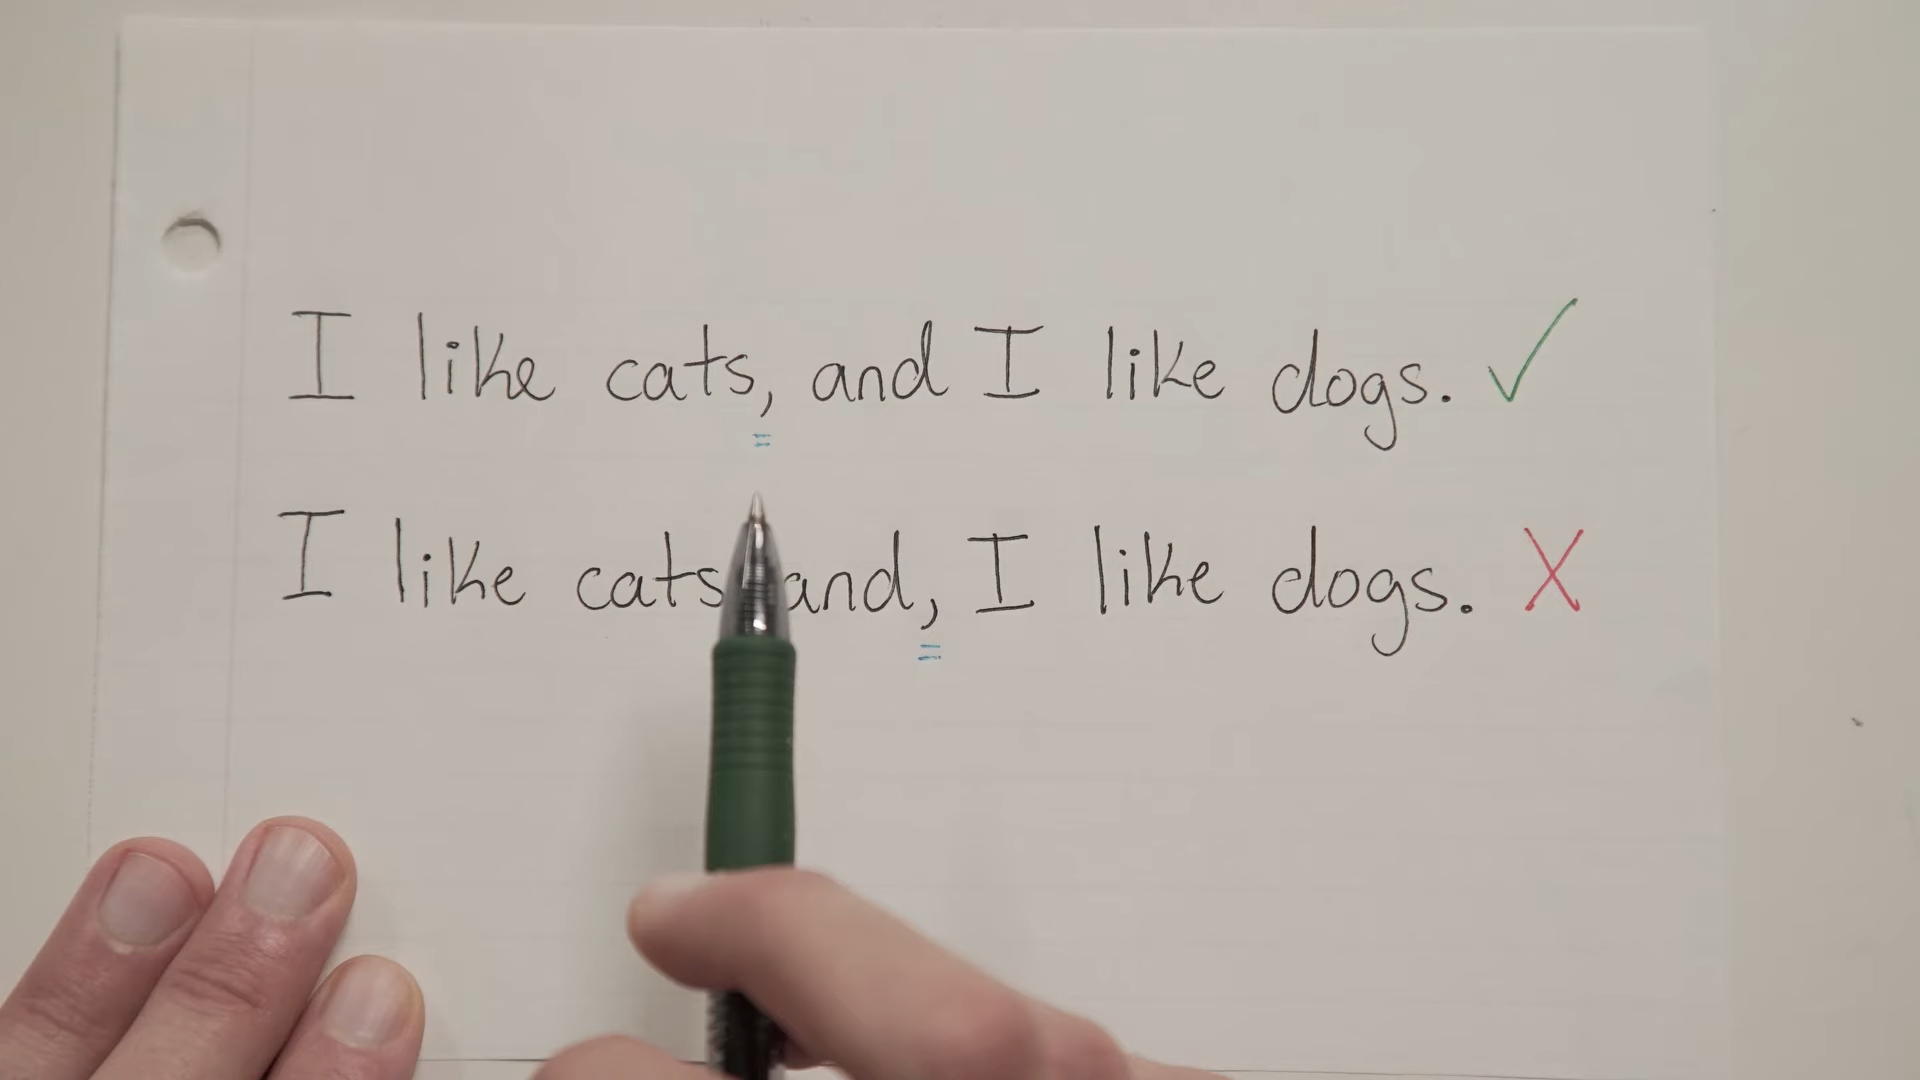 I like cats, and I like dogs. ✓
I like cats and, I like dogs. X